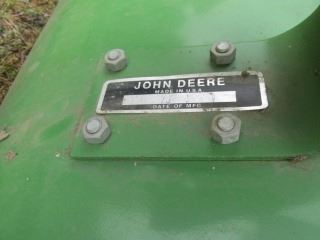 JOHN DEERE
MADE IN U.S.A.
DATE OF MFG.